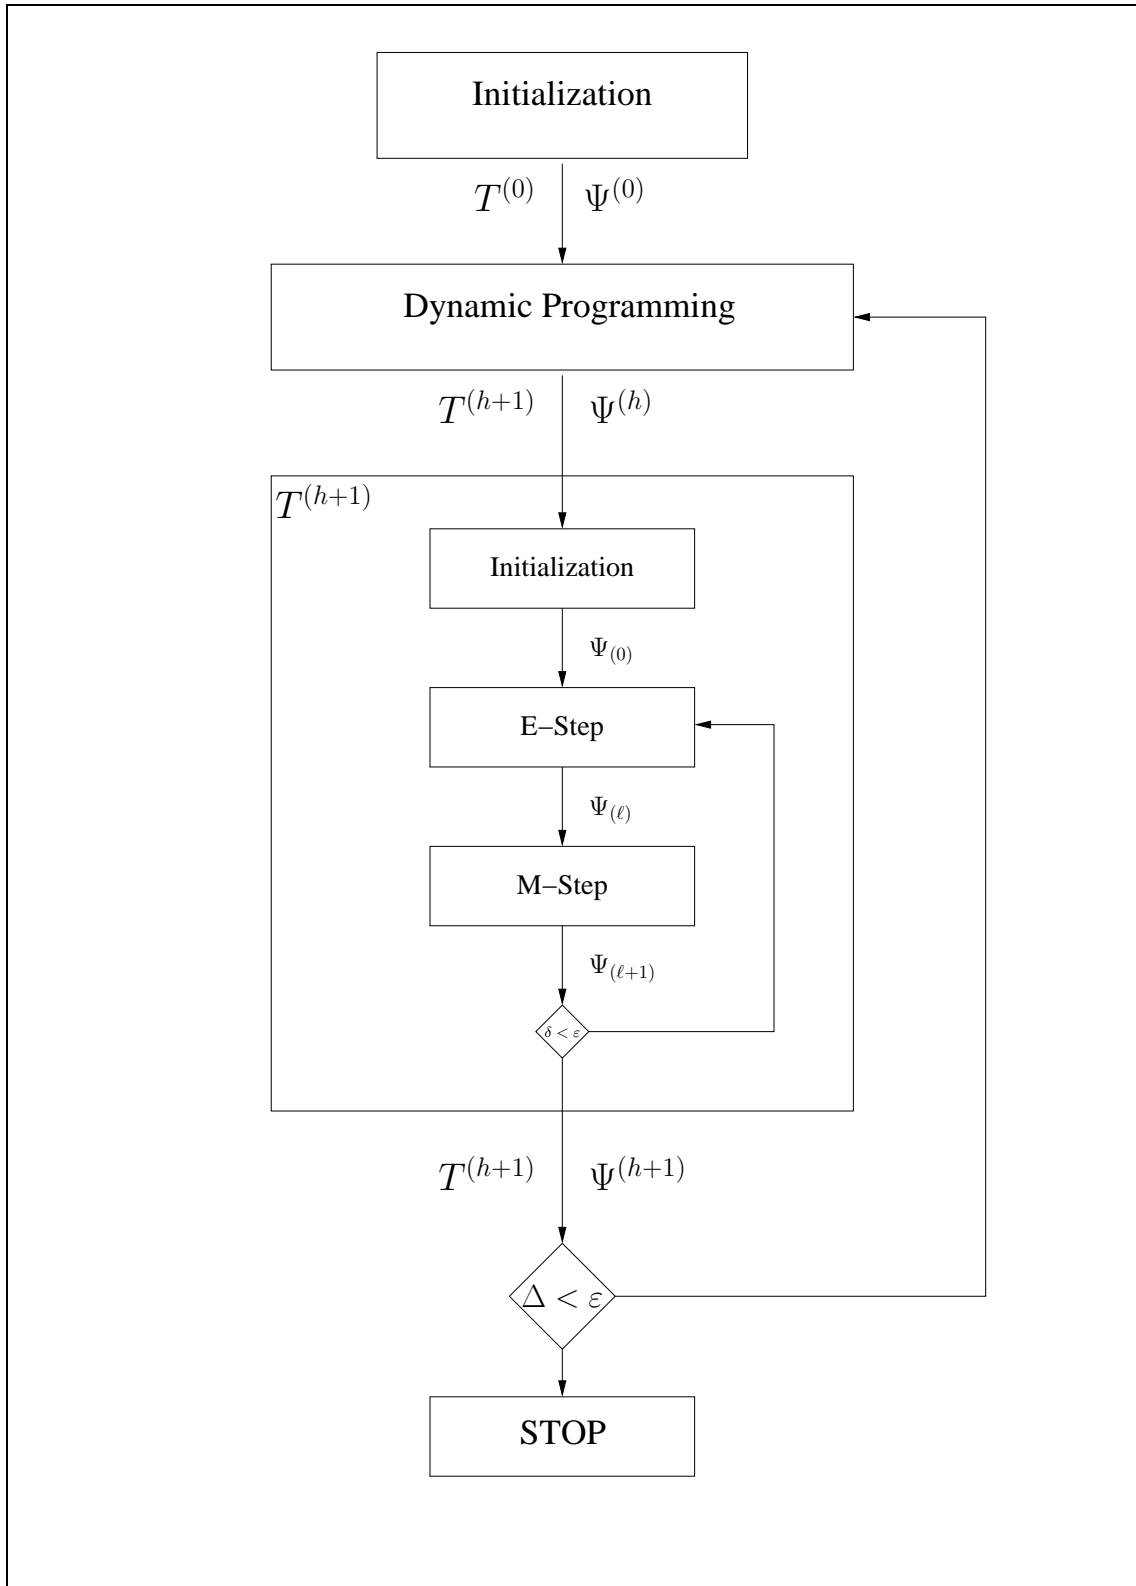 Initialization
T^(0) Ψ^(0)
Dynamic Programming
T^(h+1) Ψ^(h)
T^(h+1)
Initialization
Ψ_(0)
E–Step
Ψ_(ℓ)
M–Step
Ψ_(ℓ+1)
δ < ε
T^(h+1) Ψ^(h+1)
Δ < ε
STOP